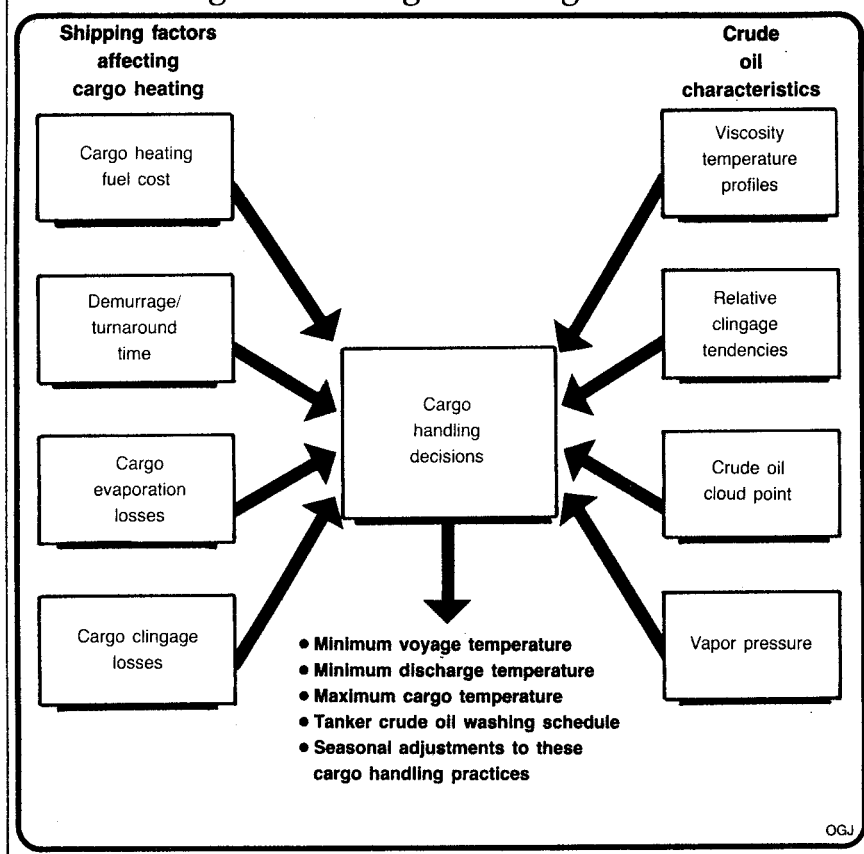 Shipping factors
affecting
cargo heating
Cargo heating
fuel cost
Demurrage/
turnaround
time
Cargo
evaporation
losses
Cargo clingage
losses
Crude
oil
characteristics
Viscosity
temperature
profiles
Relative
clingage
tendencies
Crude oil
cloud point
Vapor pressure
Cargo
handling
decisions
• Minimum voyage temperature
• Minimum discharge temperature
• Maximum cargo temperature
• Tanker crude oil washing schedule
• Seasonal adjustments to these
cargo handling practices
OGJ